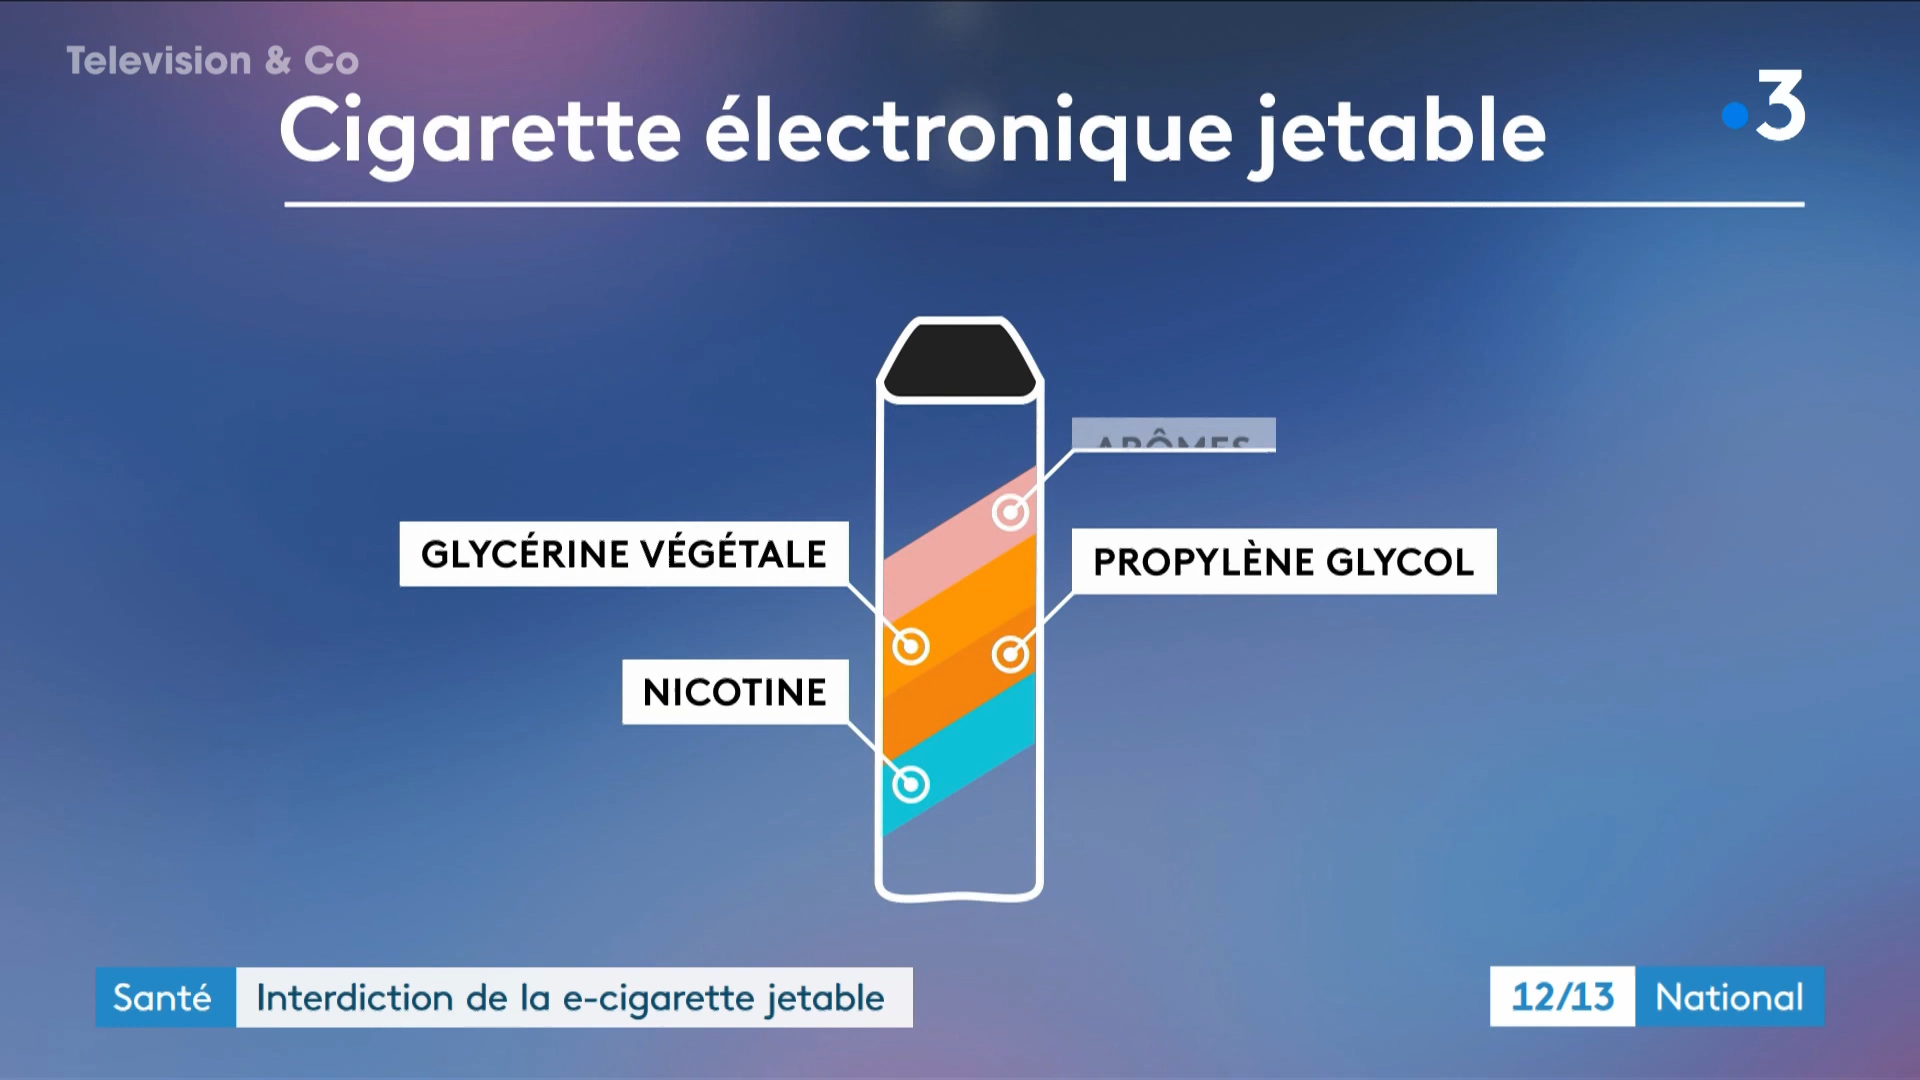 Television & Co
Cigarette électronique jetable
3
ARÔMES
GLYCÉRINE VÉGÉTALE
PROPYLÈNE GLYCOL
NICOTINE
Santé
Interdiction de la e-cigarette jetable
12/13
National